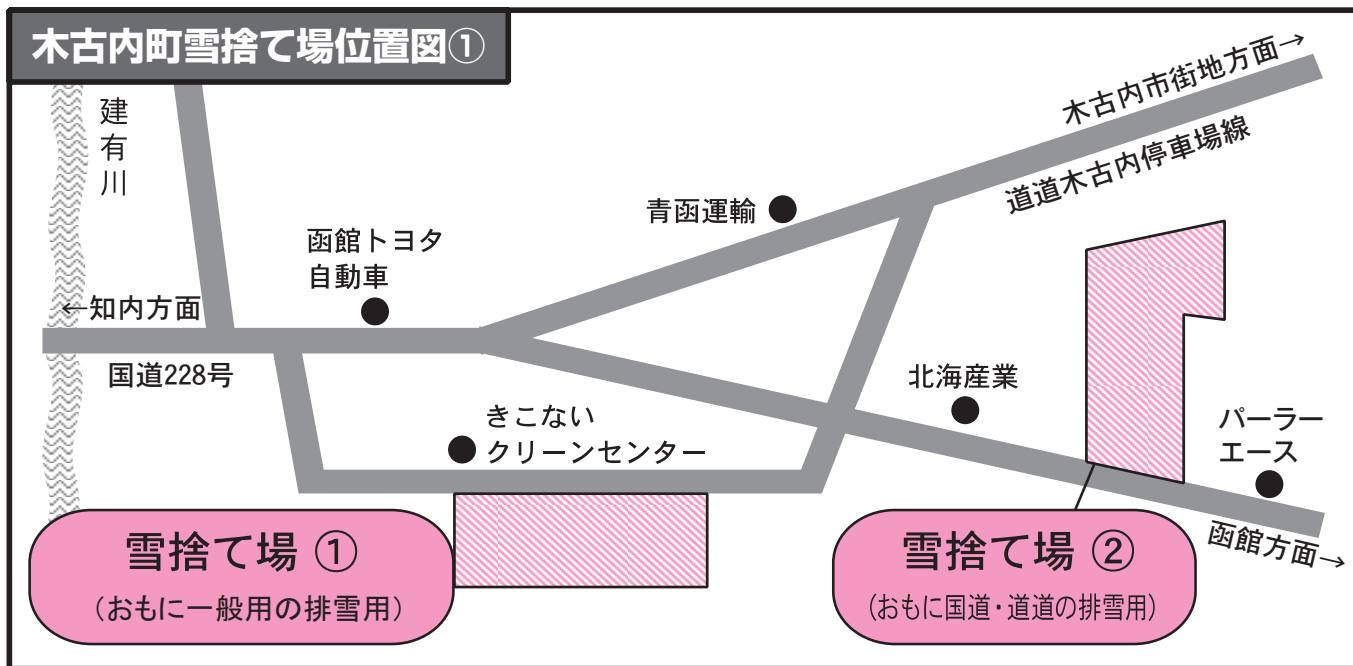 木古内町雪捨て場位置図①
建有川
木古内市街地方面→
道道木古内停車場線
青函運輸
函館トヨタ
自動車
←知内方面
国道228号
北海産業
きこない
クリーンセンター
パーラー
エース
函館方面→
雪捨て場 ①
（おもに一般用の排雪用）
雪捨て場 ②
（おもに国道・道道の排雪用）